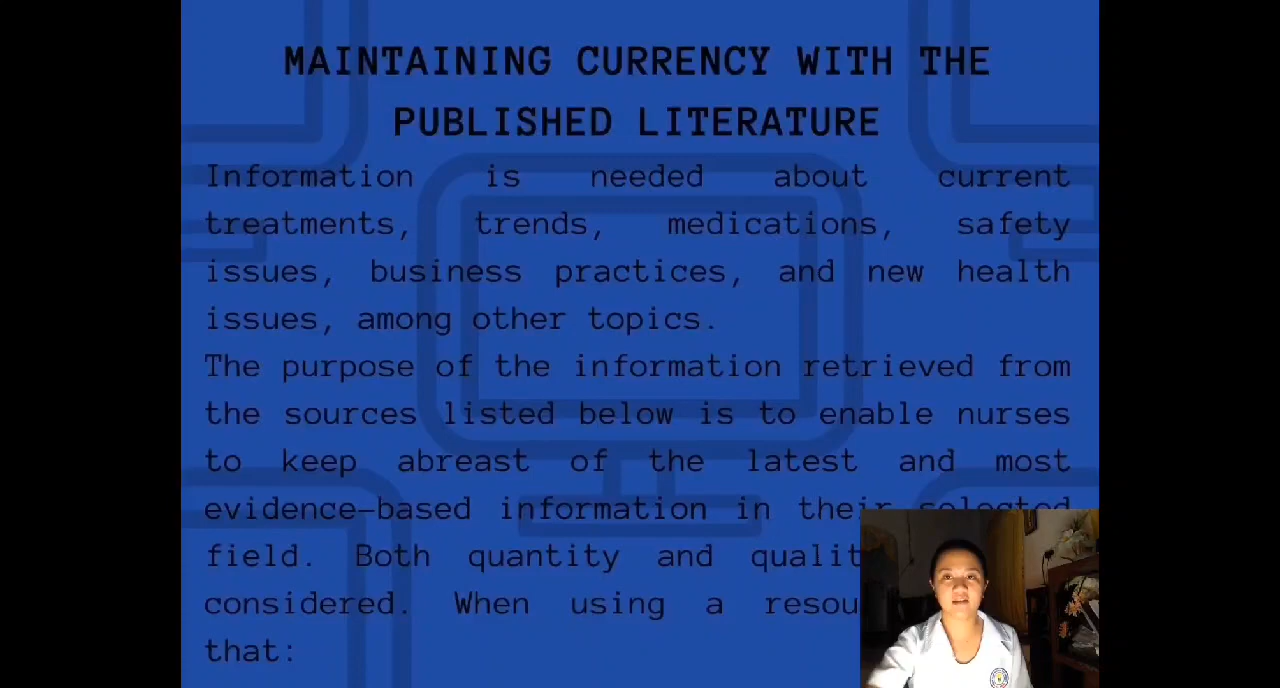 MAINTAINING CURRENCY WITH THE
PUBLISHED LITERATURE
Information is needed about current
treatments, trends, medications, safety
issues, business practices, and new health
issues, among other topics.
The purpose of the information retrieved from
the sources listed below is to enable nurses
to keep abreast of the latest and most
evidence–based information in their selected
field. Both quantity and qualit
considered. When using a resou
that: